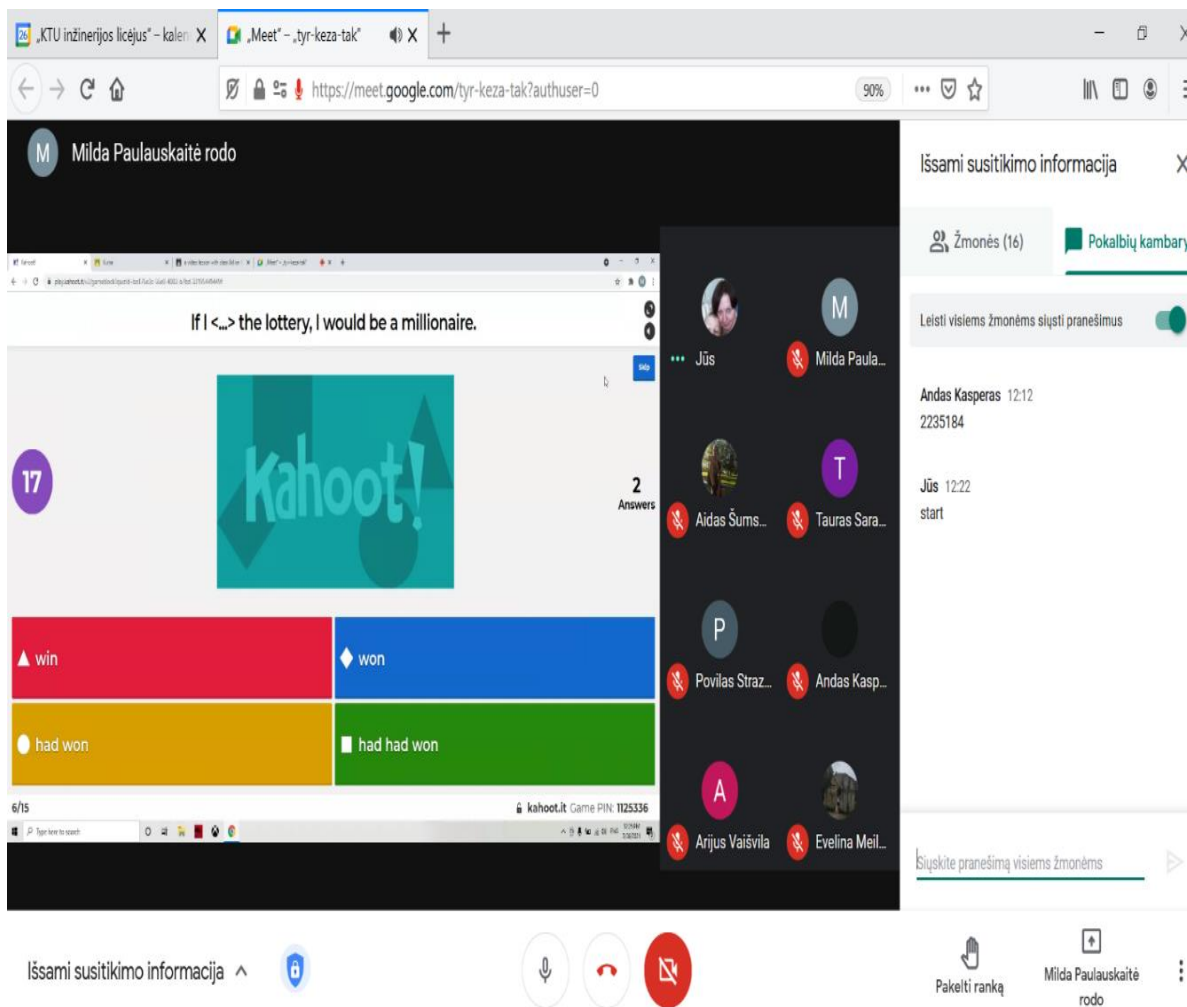 26 „KTU inžinerijos licėjus“ – kalen
„Meet“ – „tyr-keza-tak“
https://meet.google.com/tyr-keza-tak?authuser=0
90%
M Milda Paulauskaitė rodo
Kahoot!
If I <...> the lottery, I would be a millionaire.
Skip
17
Kahoot!
2
Answers
win
won
had won
had had won
6/15
kahoot.it Game PIN: 1125336
Type here to search
Jūs
M
Milda Paula...
Aidas Šums...
T
Tauras Sara...
P
Povilas Straz...
Andas Kasp...
A
Arijus Vaišvila
Evelina Meil...
Išsami susitikimo informacija
Žmonės (16)
Pokalbių kambary
Leisti visiems žmonėms siųsti pranešimus
Andas Kasperas 12:12
2235184
Jūs 12:22
start
Siųskite pranešimą visiems žmonėms
Išsami susitikimo informacija
Pakelti ranką
Milda Paulauskaitė
rodo